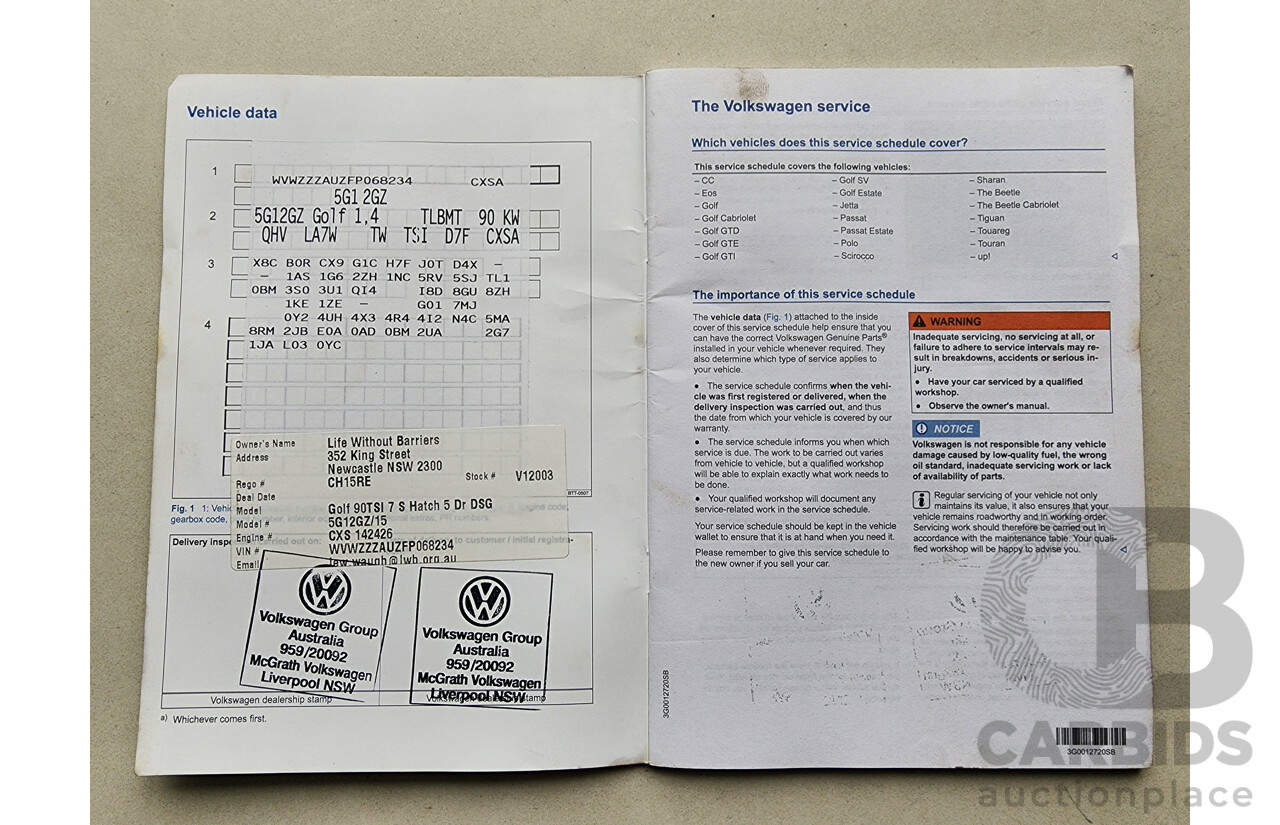 Vehicle data
1
WVWZZZAUZFP068234 CXSA
5G1 2GZ
2
5G12GZ Golf 1,4 TLBMT 90 KW
QHV LA7W TW TSI D7F CXSA
3
X8C B0R CX9 G1C H7F J0T D4X –
– 1AS 1G6 2ZH 1NC 5RV 5SJ TL1
0BM 3S0 3U1 QI4 I8D 8GU 8ZH
1KE 1ZE – G01 7MJ
0Y2 4UH 4X3 4R4 4I2 N4C 5MA
4
8RM 2JB E0A 0AD 0BM 2UA 2G7
1JA L03 0YC
BTT-0507
Owner's Name Life Without Barriers
Address 352 King Street
Newcastle NSW 2300
Rego # CH15RE Stock # V12003
Deal Date
Model Golf 90TSI 7 S Hatch 5 Dr DSG
Model # 5G12GZ/15
Engine # CXS 142426
VIN # WVWZZZAUZFP068234
Email law.waugh@lwb.org.au
Fig. 1 1: Vehic
gearbox code,
Delivery inspe
Volkswagen Group
Australia
959/20092
McGrath Volkswagen
Liverpool NSW
Volkswagen dealership stamp
Volkswagen Group
Australia
959/20092
McGrath Volkswagen
Liverpool NSW
Volkswagen dealership stamp
a) Whichever comes first.
The Volkswagen service
Which vehicles does this service schedule cover?
This service schedule covers the following vehicles:
– CC
– Eos
– Golf
– Golf Cabriolet
– Golf GTD
– Golf GTE
– Golf GTI
– Golf SV
– Golf Estate
– Jetta
– Passat
– Passat Estate
– Polo
– Scirocco
– Sharan
– The Beetle
– The Beetle Cabriolet
– Tiguan
– Touareg
– Touran
– up!
The importance of this service schedule
The vehicle data (Fig. 1) attached to the inside
cover of this service schedule help ensure that you
can have the correct Volkswagen Genuine Parts®
installed in your vehicle whenever required. They
also determine which type of service applies to
your vehicle.
● The service schedule confirms when the vehi-
cle was first registered or delivered, when the
delivery inspection was carried out, and thus
the date from which your vehicle is covered by our
warranty.
● The service schedule informs you when which
service is due. The work to be carried out varies
from vehicle to vehicle, but a qualified workshop
will be able to explain exactly what work needs to
be done.
● Your qualified workshop will document any
service-related work in the service schedule.
Your service schedule should be kept in the vehicle
wallet to ensure that it is at hand when you need it.
Please remember to give this service schedule to
the new owner if you sell your car.
WARNING
Inadequate servicing, no servicing at all, or
failure to adhere to service intervals may re-
sult in breakdowns, accidents or serious in-
jury.
● Have your car serviced by a qualified
workshop.
● Observe the owner's manual.
NOTICE
Volkswagen is not responsible for any vehicle
damage caused by low-quality fuel, the wrong
oil standard, inadequate servicing work or lack
of availability of parts.
Regular servicing of your vehicle not only
maintains its value, it also ensures that your
vehicle remains roadworthy and in working order.
Servicing work should therefore be carried out in
accordance with the maintenance table. Your quali-
fied workshop will be happy to advise you.
3G0012720SB
3G0012720SB
CARBIDS
auctionplace